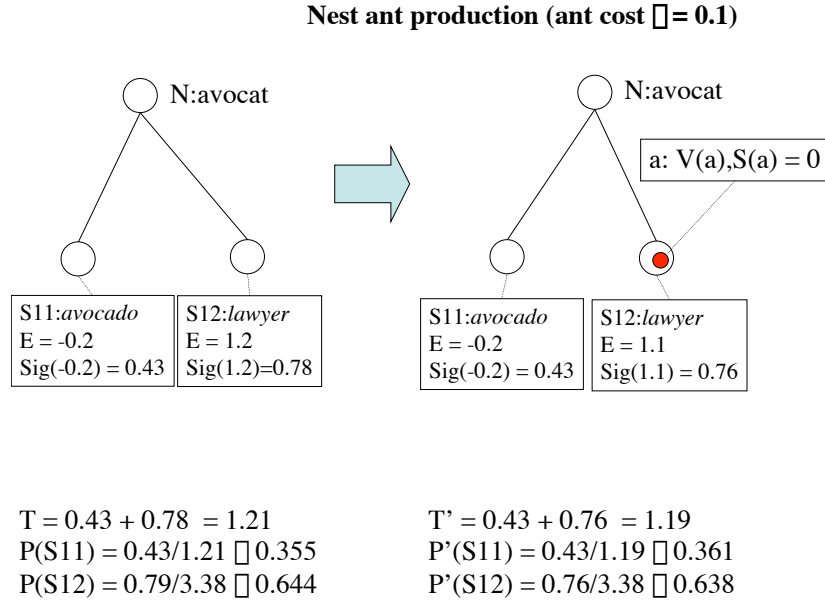 Nest ant production (ant cost ▯= 0.1)
N:avocat
N:avocat
a: V(a),S(a) = 0
S11:avocado
E = -0.2
Sig(-0.2) = 0.43
S12:lawyer
E = 1.2
Sig(1.2)=0.78
S11:avocado
E = -0.2
Sig(-0.2) = 0.43
S12:lawyer
E = 1.1
Sig(1.1) = 0.76
T = 0.43 + 0.78 = 1.21
P(S11) = 0.43/1.21 ▯ 0.355
P(S12) = 0.79/3.38 ▯ 0.644
T’ = 0.43 + 0.76 = 1.19
P’(S11) = 0.43/1.19 ▯ 0.361
P’(S12) = 0.76/3.38 ▯ 0.638